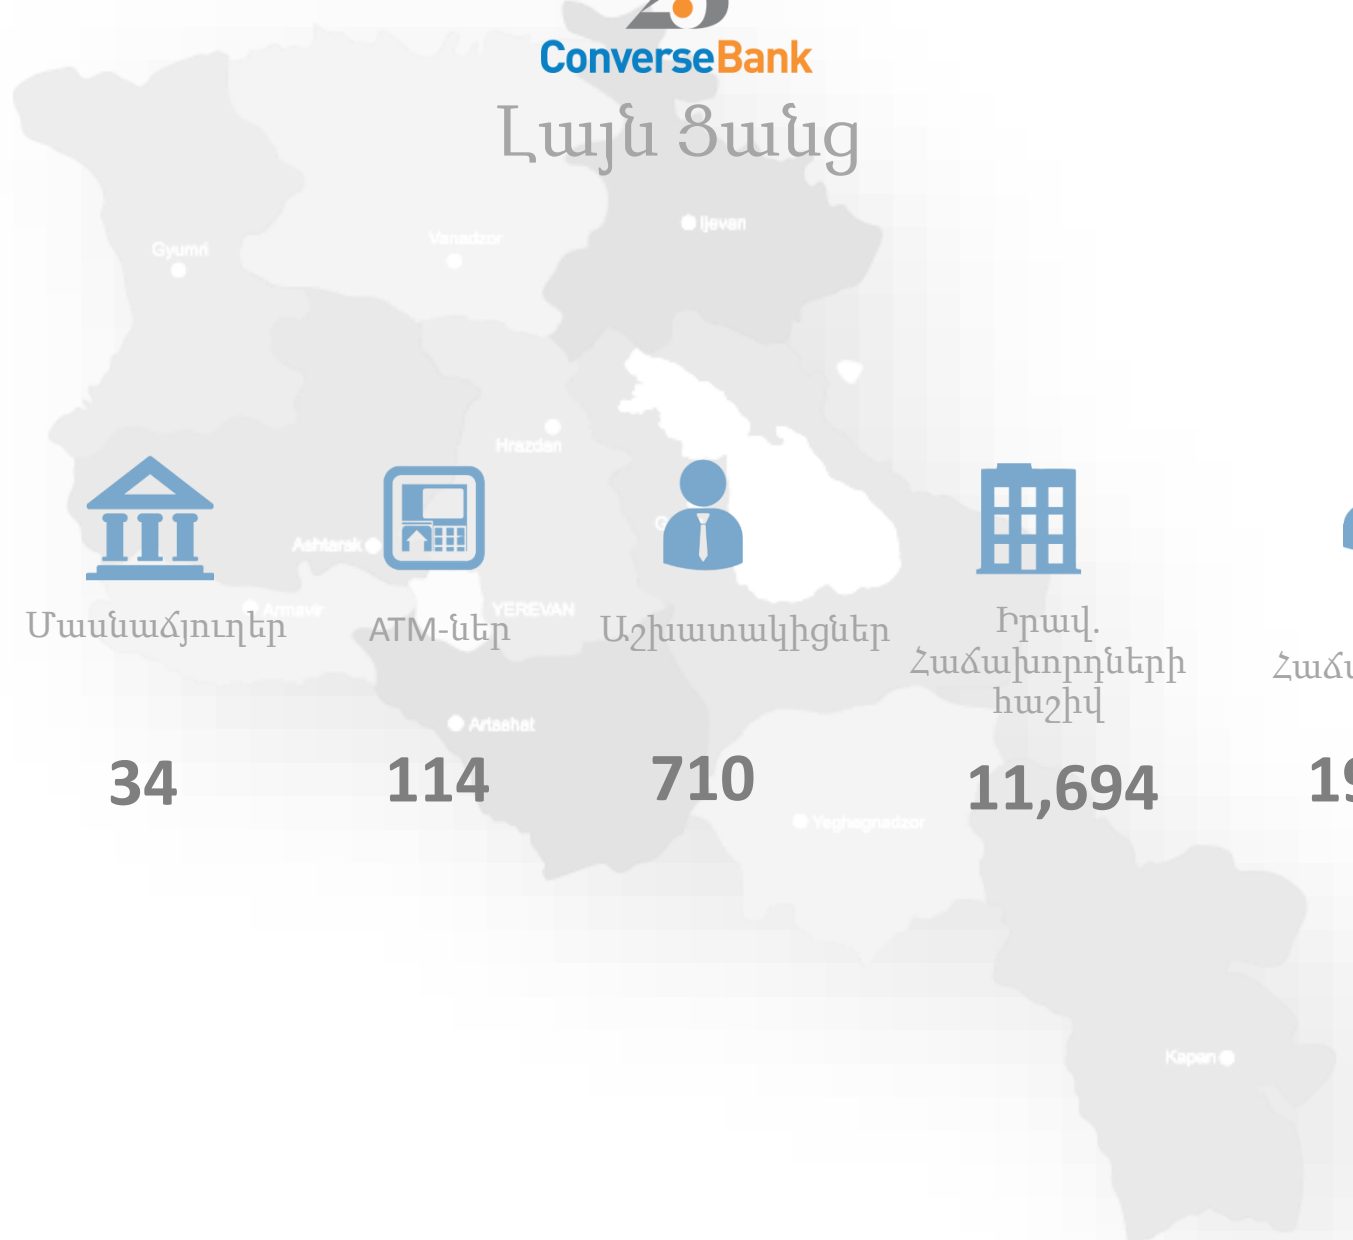 ConverseBank
Լայն Ցանց
Ijevan
Vanadzor
Gyumri
Hrazdan
Ashtarak
Armavir
YEREVAN
Մասնաճյուղեր
ATM-ներ
Աշխատակիցներ
Իրավ.
Հաճախորդների
հաշիվ
Artashat
34
114
710
11,694
Yeghegnadzor
Kapan